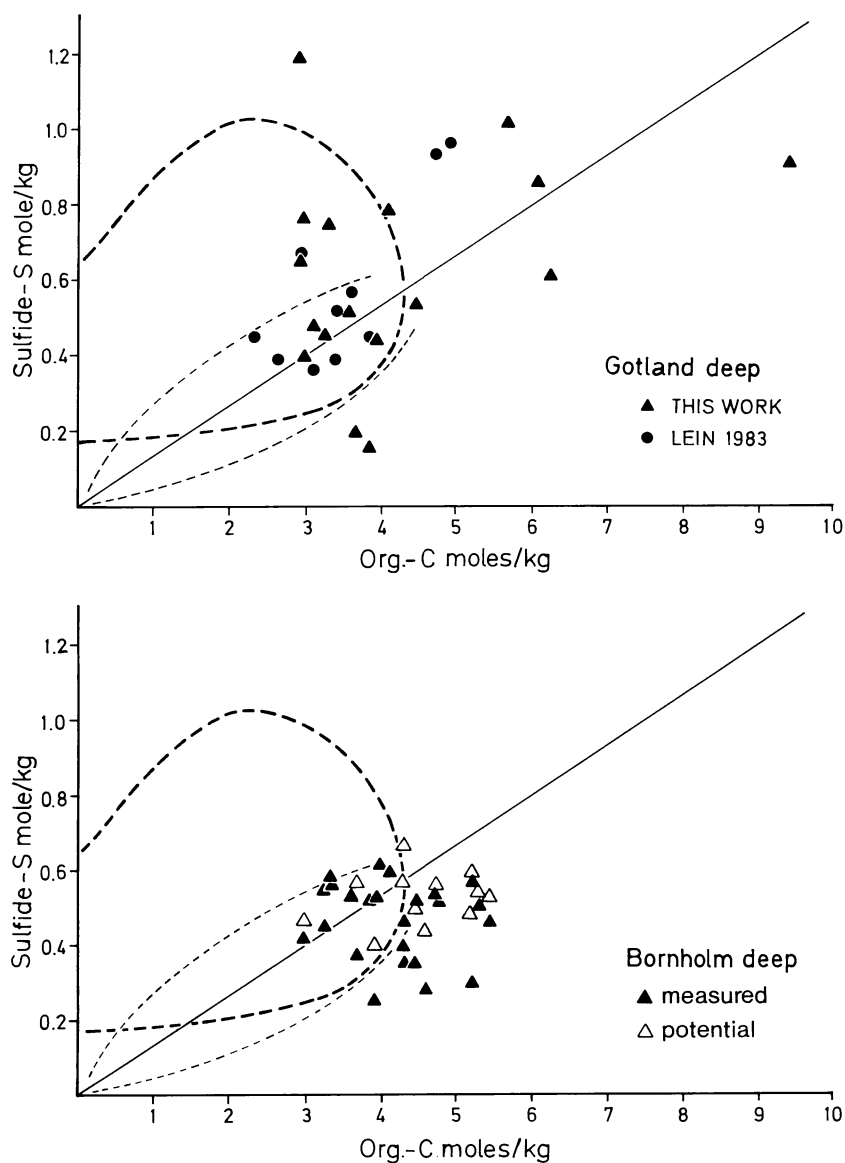 1.2
1.0
0.8
0.6
0.4
0.2
Sulfide-S mole/kg
Gotland deep
▲ THIS WORK
● LEIN 1983
1 2 3 4 5 6 7 8 9 10
Org.-C moles/kg
1.2
1.0
0.8
0.6
0.4
0.2
Sulfide-S mole/kg
Bornholm deep
▲ measured
△ potential
1 2 3 4 5 6 7 8 9 10
Org.-C.moles/kg